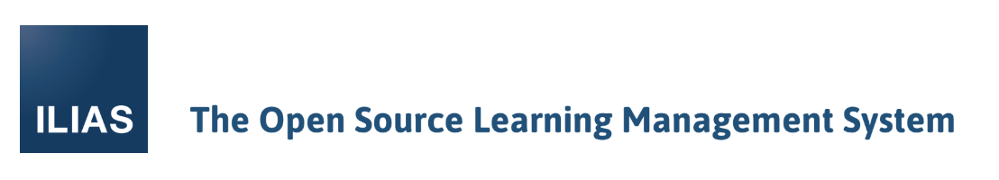 ILIAS
The Open Source Learning Management System